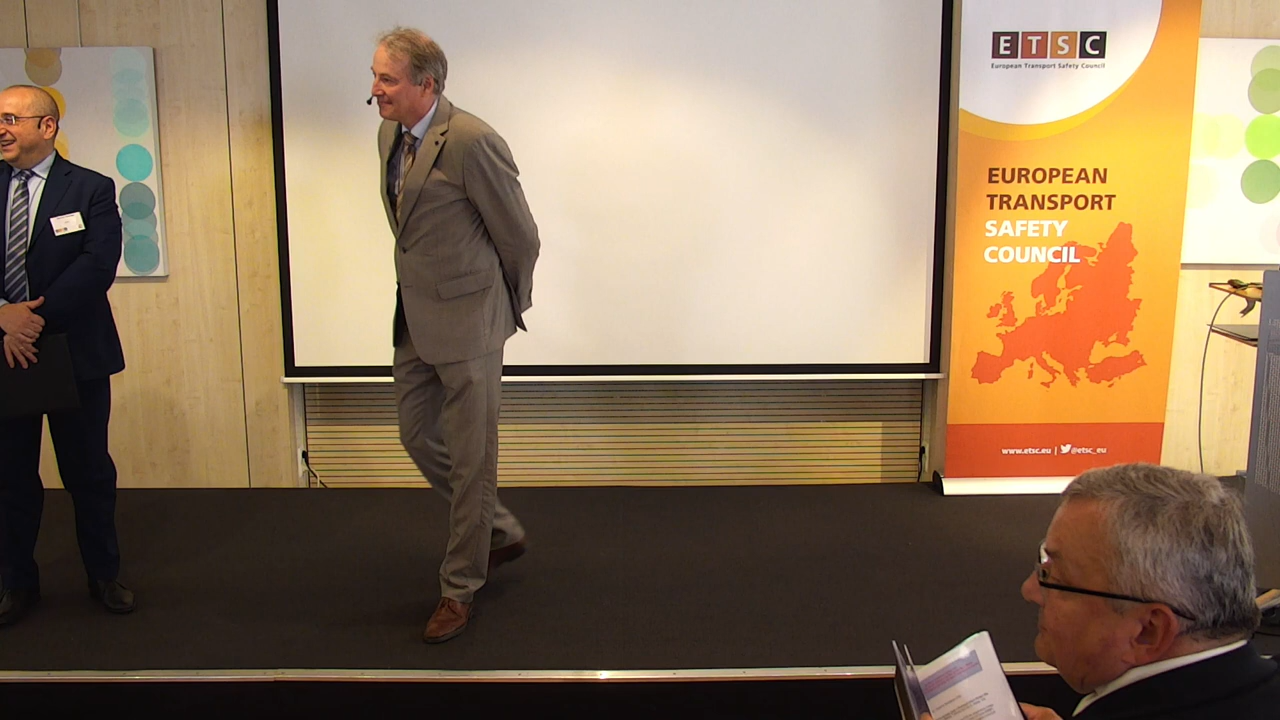 ETSC
European Transport Safety Council
EUROPEAN
TRANSPORT
SAFETY
COUNCIL
www.etsc.eu | @etsc_eu